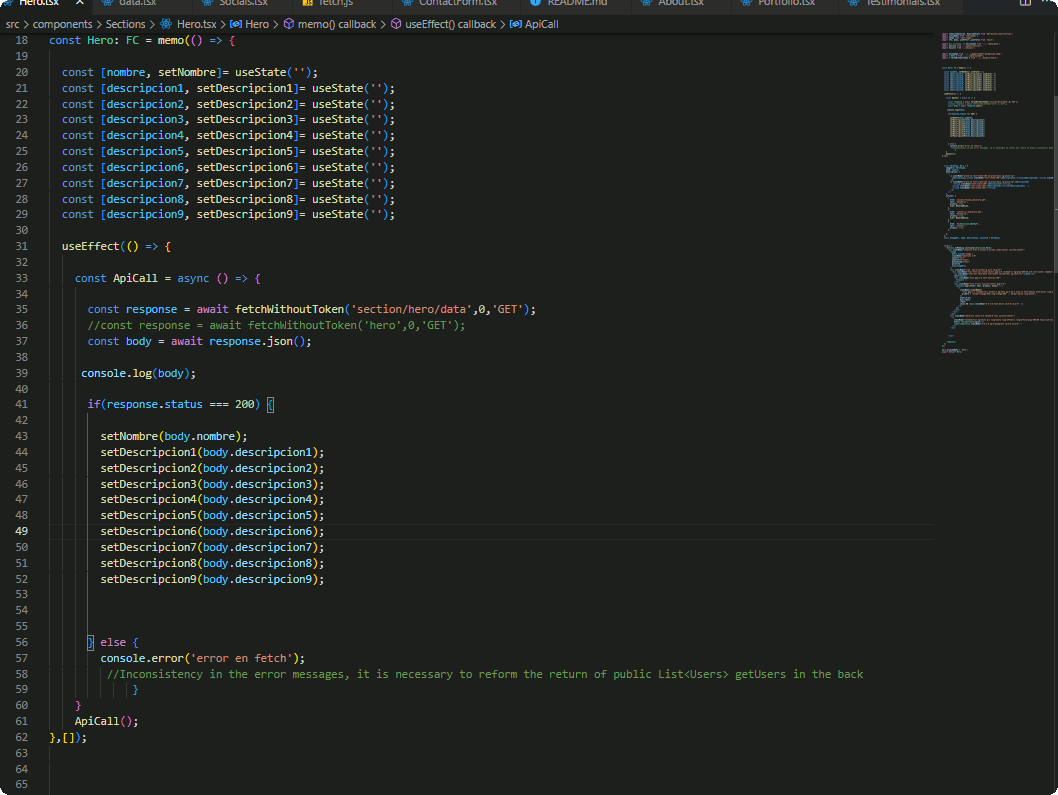 Hero.tsx data.tsx Socials.tsx fetch.js ContactForm.tsx README.md About.tsx Portfolio.tsx Testimonials.tsx
src > components > Sections > Hero.tsx > Hero > memo() callback > useEffect() callback > ApiCall
18 const Hero: FC = memo(() => {
19
20 const [nombre, setNombre]= useState('');
21 const [descripcion1, setDescripcion1]= useState('');
22 const [descripcion2, setDescripcion2]= useState('');
23 const [descripcion3, setDescripcion3]= useState('');
24 const [descripcion4, setDescripcion4]= useState('');
25 const [descripcion5, setDescripcion5]= useState('');
26 const [descripcion6, setDescripcion6]= useState('');
27 const [descripcion7, setDescripcion7]= useState('');
28 const [descripcion8, setDescripcion8]= useState('');
29 const [descripcion9, setDescripcion9]= useState('');
30
31 useEffect(() => {
32
33 const ApiCall = async () => {
34
35 const response = await fetchWithoutToken('section/hero/data',0,'GET');
36 //const response = await fetchWithoutToken('hero',0,'GET');
37 const body = await response.json();
38
39 console.log(body);
40
41 if(response.status === 200) {
42
43 setNombre(body.nombre);
44 setDescripcion1(body.descripcion1);
45 setDescripcion2(body.descripcion2);
46 setDescripcion3(body.descripcion3);
47 setDescripcion4(body.descripcion4);
48 setDescripcion5(body.descripcion5);
49 setDescripcion6(body.descripcion6);
50 setDescripcion7(body.descripcion7);
51 setDescripcion8(body.descripcion8);
52 setDescripcion9(body.descripcion9);
53
54
55
56 } else {
57 console.error('error en fetch');
58 //Inconsistency in the error messages, it is necessary to reform the return of public List<Users> getUsers in the back
59 }
60 }
61 ApiCall();
62 },[]);
63
64
65